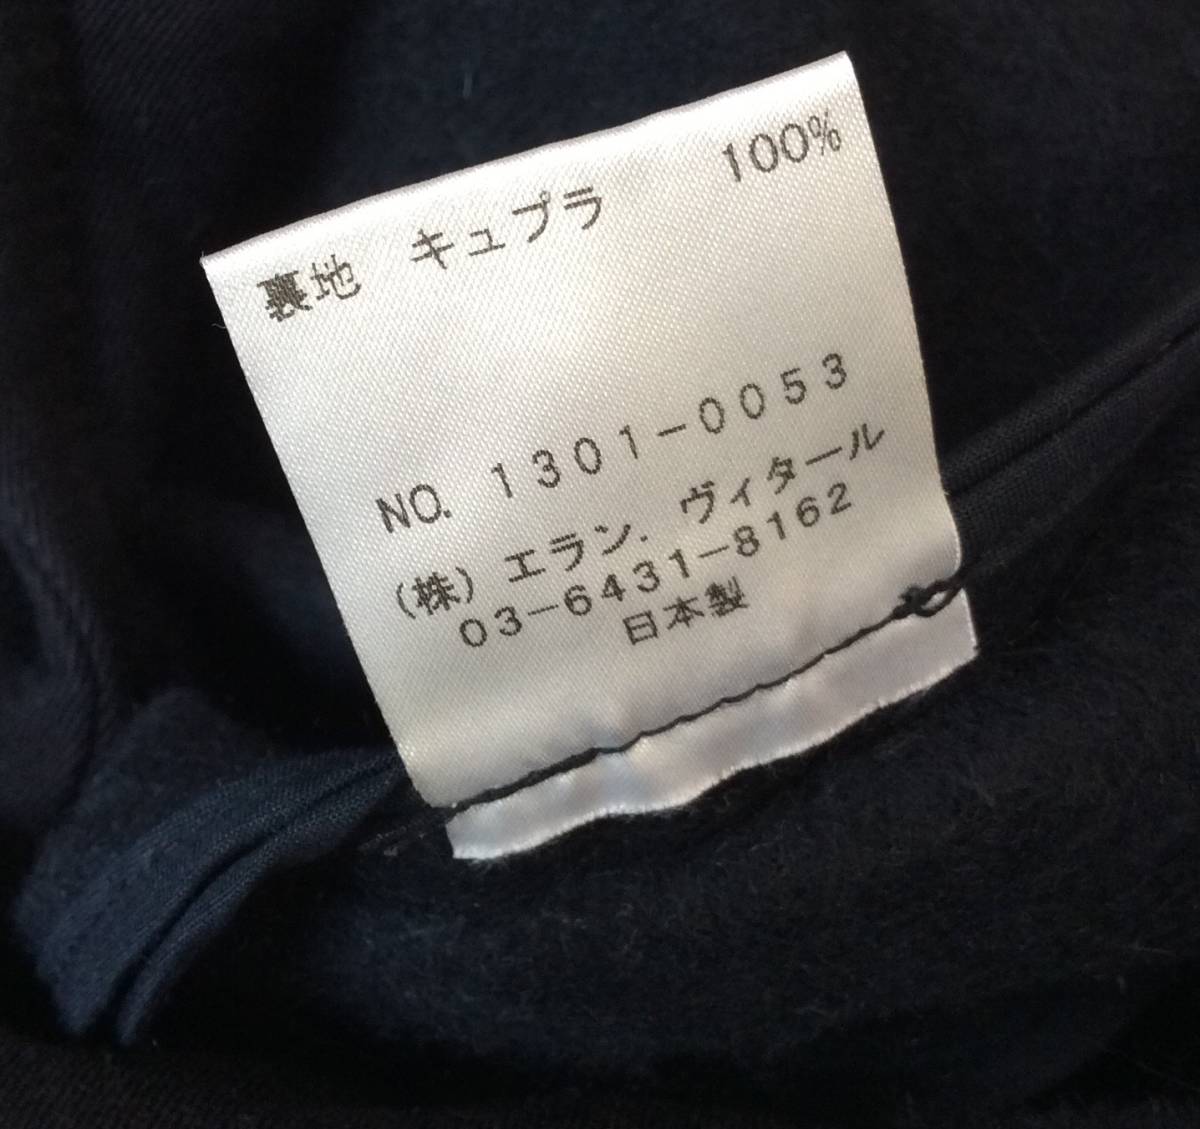 裏地 キュプラ 100%
NO. 1301-0053
(株) エラン. ヴィタール
03-6431-8162
日本製